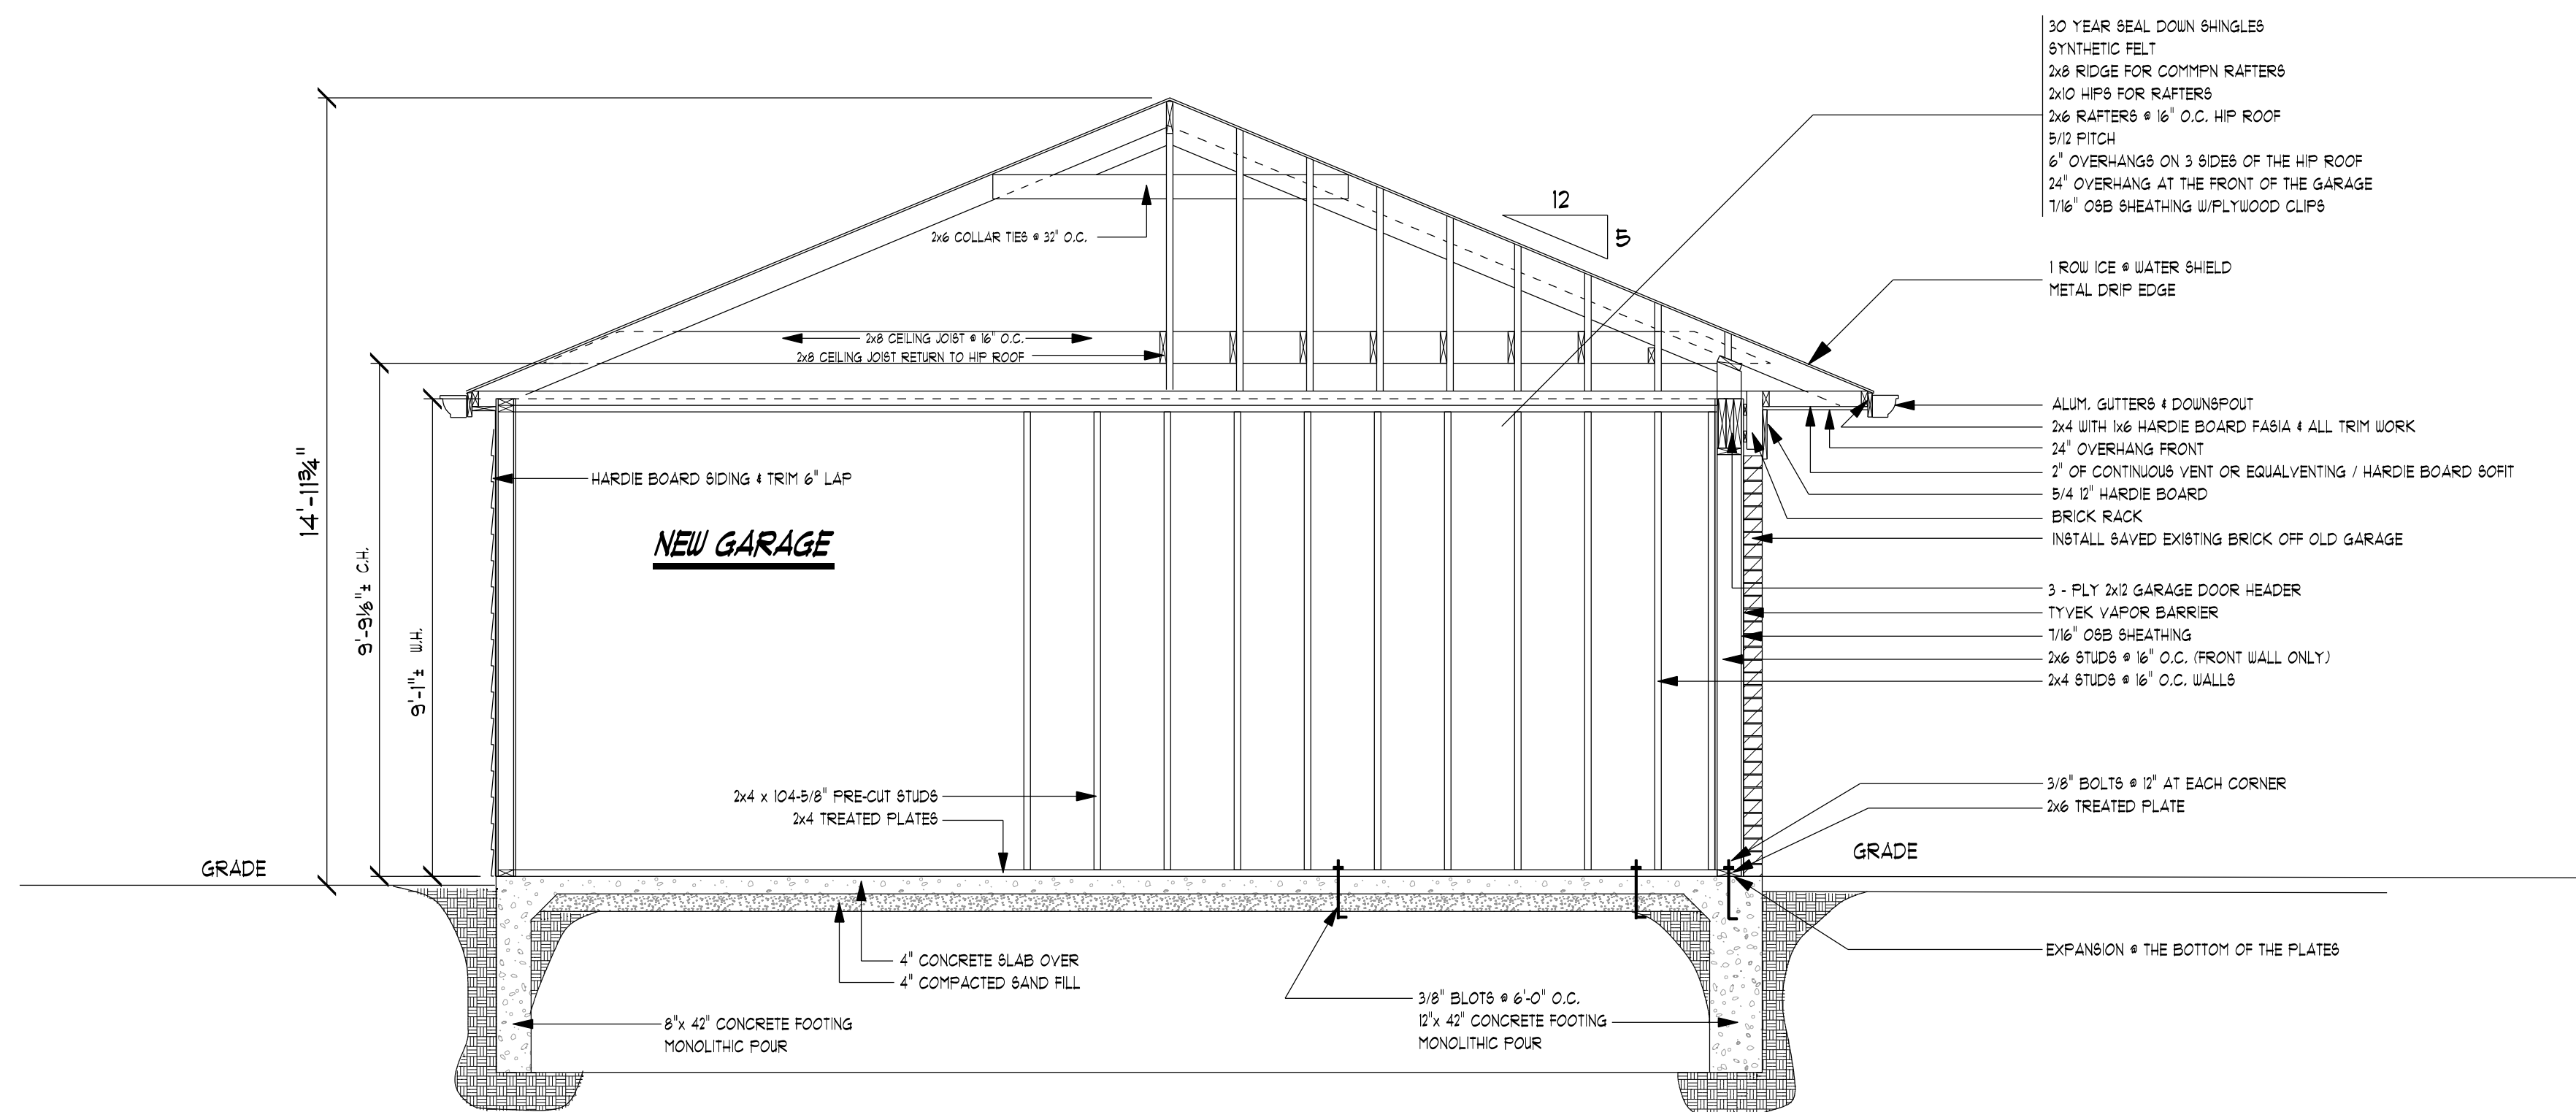 30 YEAR SEAL DOWN SHINGLES
SYNTHETIC FELT
2x8 RIDGE FOR COMMPN RAFTERS
2x10 HIPS FOR RAFTERS
2x6 RAFTERS @ 16" O.C. HIP ROOF
5/12 PITCH
6" OVERHANGS ON 3 SIDES OF THE HIP ROOF
24" OVERHANG AT THE FRONT OF THE GARAGE
7/16" OSB SHEATHING W/PLYWOOD CLIPS
12
5
2x6 COLLAR TIES @ 32" O.C.
1 ROW ICE @ WATER SHIELD
METAL DRIP EDGE
2x8 CEILING JOIST @ 16" O.C.
2x8 CEILING JOIST RETURN TO HIP ROOF
14'-11¾"
9'-9⅛"± C.H.
9'-1"± W.H.
ALUM. GUTTERS & DOWNSPOUT
2x4 WITH 1x6 HARDIE BOARD FASIA & ALL TRIM WORK
24" OVERHANG FRONT
2" OF CONTINUOUS VENT OR EQUALVENTING / HARDIE BOARD SOFIT
5/4 12" HARDIE BOARD
BRICK RACK
INSTALL SAVED EXISTING BRICK OFF OLD GARAGE
HARDIE BOARD SIDING & TRIM 6" LAP
NEW GARAGE
3 - PLY 2x12 GARAGE DOOR HEADER
TYVEK VAPOR BARRIER
7/16" OSB SHEATHING
2x6 STUDS @ 16" O.C. (FRONT WALL ONLY)
2x4 STUDS @ 16" O.C. WALLS
2x4 x 104-5/8" PRE-CUT STUDS
2x4 TREATED PLATES
3/8" BOLTS @ 12" AT EACH CORNER
2x6 TREATED PLATE
GRADE
GRADE
EXPANSION @ THE BOTTOM OF THE PLATES
4" CONCRETE SLAB OVER
4" COMPACTED SAND FILL
8"x 42" CONCRETE FOOTING
MONOLITHIC POUR
3/8" BLOTS @ 6'-0" O.C.
12"x 42" CONCRETE FOOTING
MONOLITHIC POUR